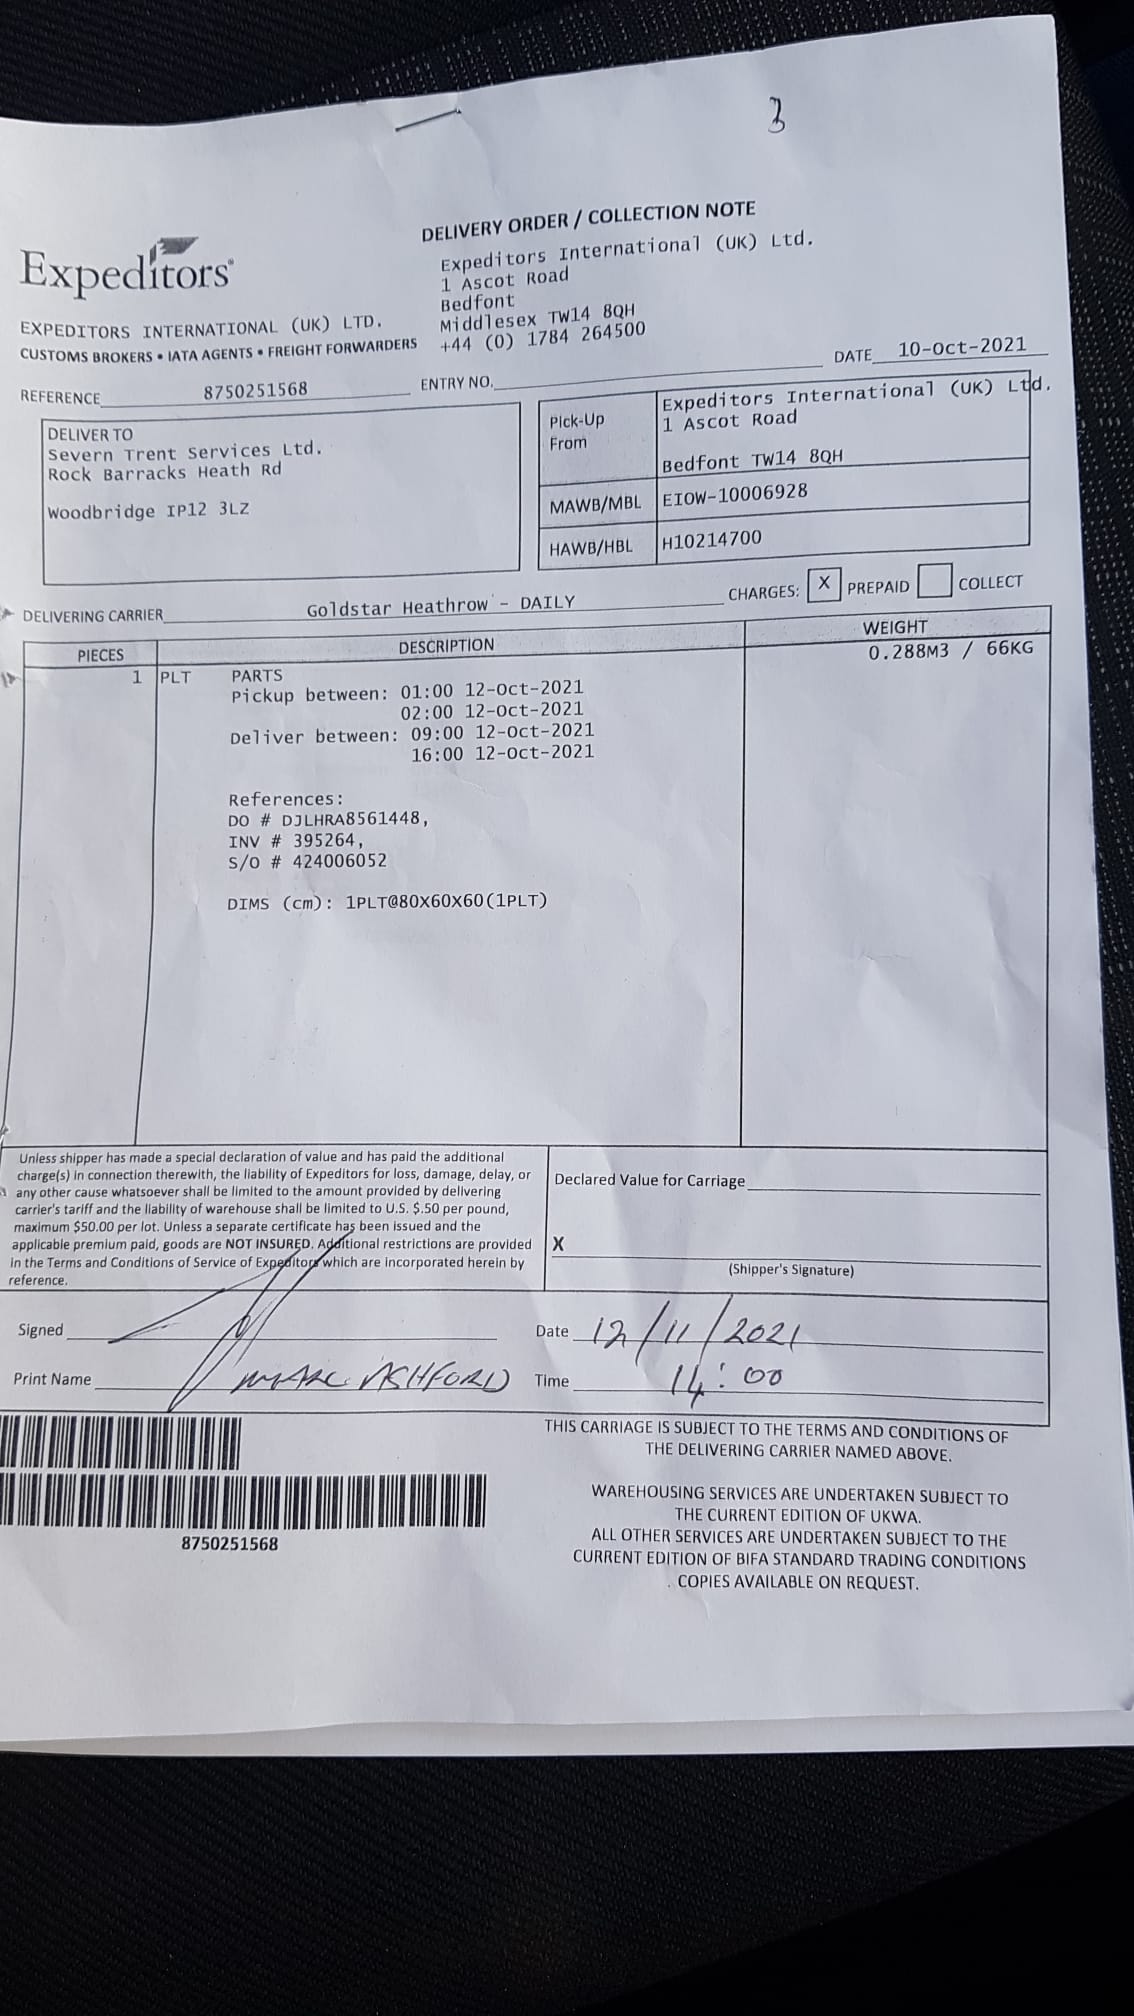 3
DELIVERY ORDER / COLLECTION NOTE
Expeditors
Expeditors International (UK) Ltd.
1 Ascot Road
Bedfont
Middlesex TW14 8QH
+44 (0) 1784 264500
EXPEDITORS INTERNATIONAL (UK) LTD.
CUSTOMS BROKERS • IATA AGENTS • FREIGHT FORWARDERS
DATE 10-Oct-2021
REFERENCE 8750251568 ENTRY NO.
DELIVER TO
Severn Trent Services Ltd.
Rock Barracks Heath Rd
Woodbridge IP12 3LZ
Pick-Up From
Expeditors International (UK) Ltd.
1 Ascot Road
Bedfont TW14 8QH
MAWB/MBL EIOW-10006928
HAWB/HBL H10214700
CHARGES: X PREPAID COLLECT
DELIVERING CARRIER Goldstar Heathrow - DAILY
PIECES DESCRIPTION WEIGHT
1 PLT PARTS 0.288M3 / 66KG
Pickup between: 01:00 12-Oct-2021
02:00 12-Oct-2021
Deliver between: 09:00 12-Oct-2021
16:00 12-Oct-2021
References:
DO # DJLHRA8561448,
INV # 395264,
S/O # 424006052
DIMS (cm): 1PLT@80X60X60(1PLT)
Unless shipper has made a special declaration of value and has paid the additional
charge(s) in connection therewith, the liability of Expeditors for loss, damage, delay, or
any other cause whatsoever shall be limited to the amount provided by delivering
carrier's tariff and the liability of warehouse shall be limited to U.S. $.50 per pound,
maximum $50.00 per lot. Unless a separate certificate has been issued and the
applicable premium paid, goods are NOT INSURED. Additional restrictions are provided
in the Terms and Conditions of Service of Expeditors which are incorporated herein by
reference.
Declared Value for Carriage
X
(Shipper's Signature)
Signed Date 12/11/2021
Print Name MARC ASHFORD Time 14:00
THIS CARRIAGE IS SUBJECT TO THE TERMS AND CONDITIONS OF
THE DELIVERING CARRIER NAMED ABOVE.
8750251568
WAREHOUSING SERVICES ARE UNDERTAKEN SUBJECT TO
THE CURRENT EDITION OF UKWA.
ALL OTHER SERVICES ARE UNDERTAKEN SUBJECT TO THE
CURRENT EDITION OF BIFA STANDARD TRADING CONDITIONS
. COPIES AVAILABLE ON REQUEST.